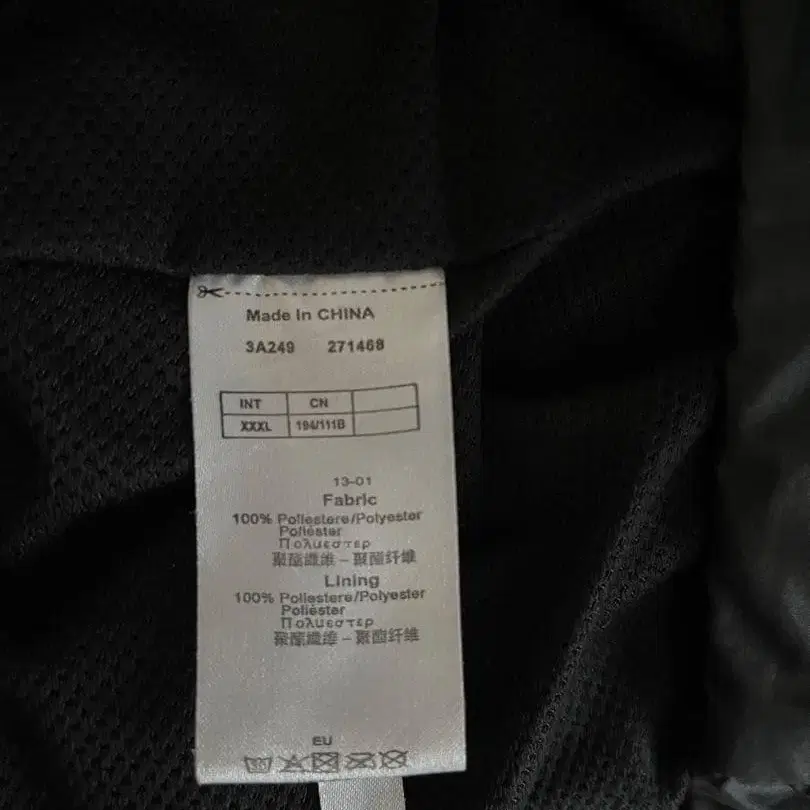 Made In CHINA
3A249 271468
INT CN
XXXL 194/111B
13-01
Fabric
100% Poliestere/Polyester
Poliéster
Πολυεστερ
聚酯纖維 – 聚酯纤维
Lining
100% Poliestere/Polyester
Poliéster
Πολυεστερ
聚酯纖維 – 聚酯纤维
EU